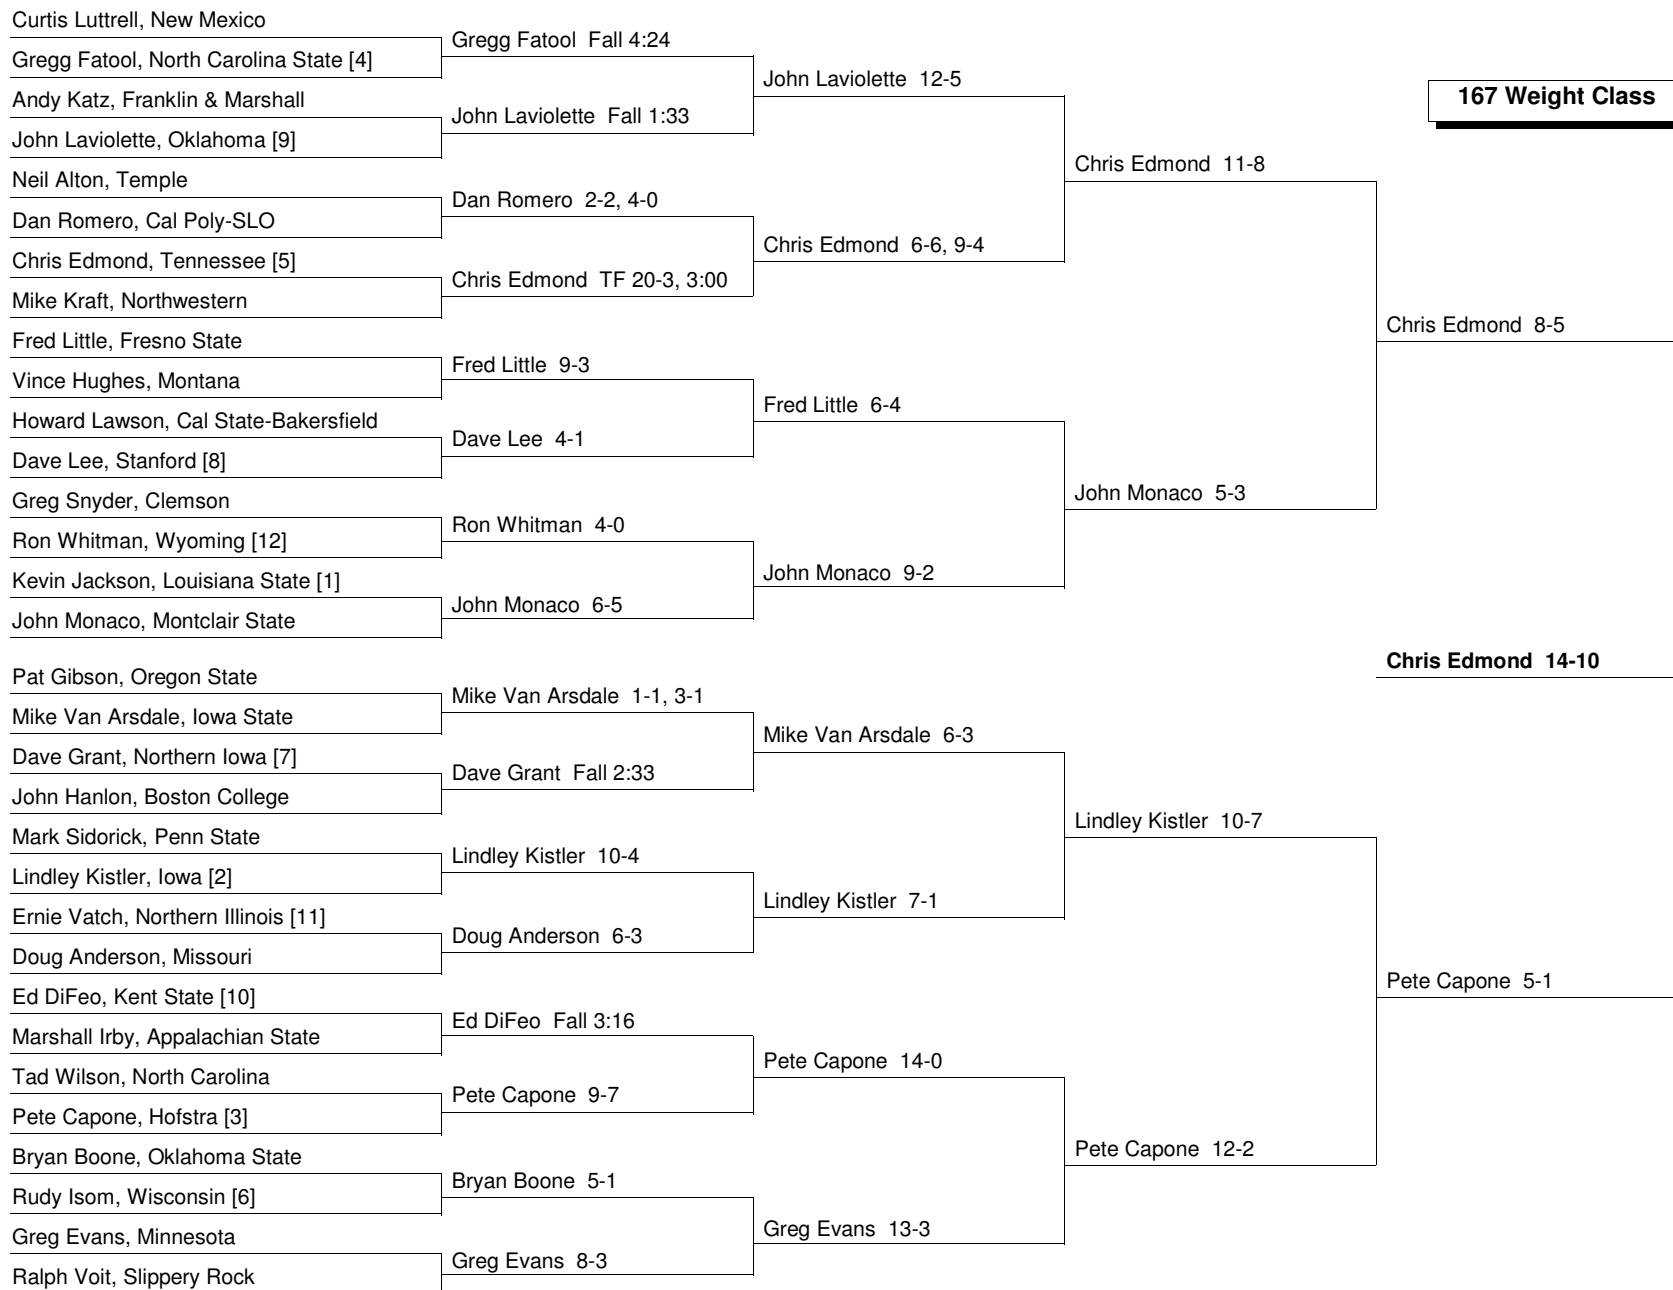 Curtis Luttrell, New Mexico
Gregg Fatool, North Carolina State [4]
Andy Katz, Franklin & Marshall
John Laviolette, Oklahoma [9]
Neil Alton, Temple
Dan Romero, Cal Poly-SLO
Chris Edmond, Tennessee [5]
Mike Kraft, Northwestern
Fred Little, Fresno State
Vince Hughes, Montana
Howard Lawson, Cal State-Bakersfield
Dave Lee, Stanford [8]
Greg Snyder, Clemson
Ron Whitman, Wyoming [12]
Kevin Jackson, Louisiana State [1]
John Monaco, Montclair State
Pat Gibson, Oregon State
Mike Van Arsdale, Iowa State
Dave Grant, Northern Iowa [7]
John Hanlon, Boston College
Mark Sidorick, Penn State
Lindley Kistler, Iowa [2]
Ernie Vatch, Northern Illinois [11]
Doug Anderson, Missouri
Ed DiFeo, Kent State [10]
Marshall Irby, Appalachian State
Tad Wilson, North Carolina
Pete Capone, Hofstra [3]
Bryan Boone, Oklahoma State
Rudy Isom, Wisconsin [6]
Greg Evans, Minnesota
Ralph Voit, Slippery Rock
Gregg Fatool Fall 4:24
John Laviolette Fall 1:33
Dan Romero 2-2, 4-0
Chris Edmond TF 20-3, 3:00
Fred Little 9-3
Dave Lee 4-1
Ron Whitman 4-0
John Monaco 6-5
Mike Van Arsdale 1-1, 3-1
Dave Grant Fall 2:33
Lindley Kistler 10-4
Doug Anderson 6-3
Ed DiFeo Fall 3:16
Pete Capone 9-7
Bryan Boone 5-1
Greg Evans 8-3
John Laviolette 12-5
Chris Edmond 6-6, 9-4
Fred Little 6-4
John Monaco 9-2
Mike Van Arsdale 6-3
Lindley Kistler 7-1
Pete Capone 14-0
Greg Evans 13-3
Chris Edmond 11-8
John Monaco 5-3
Lindley Kistler 10-7
Pete Capone 12-2
167 Weight Class
Chris Edmond 8-5
Chris Edmond 14-10
Pete Capone 5-1